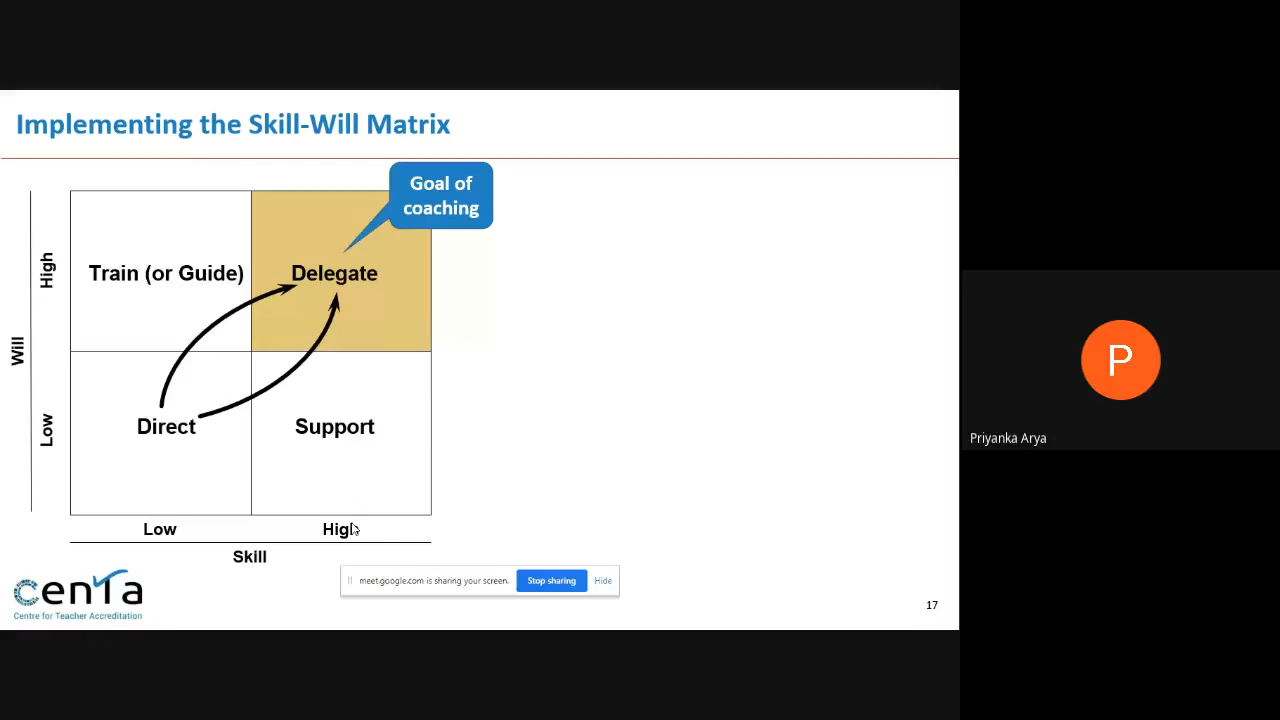 Implementing the Skill-Will Matrix
Goal of
coaching
Will
High
Train (or Guide)
Delegate
Low
Direct
Support
Low
High
Skill
cenTa
Centre for Teacher Accreditation
meet.google.com is sharing your screen.
Stop sharing
Hide
17
P
Priyanka Arya